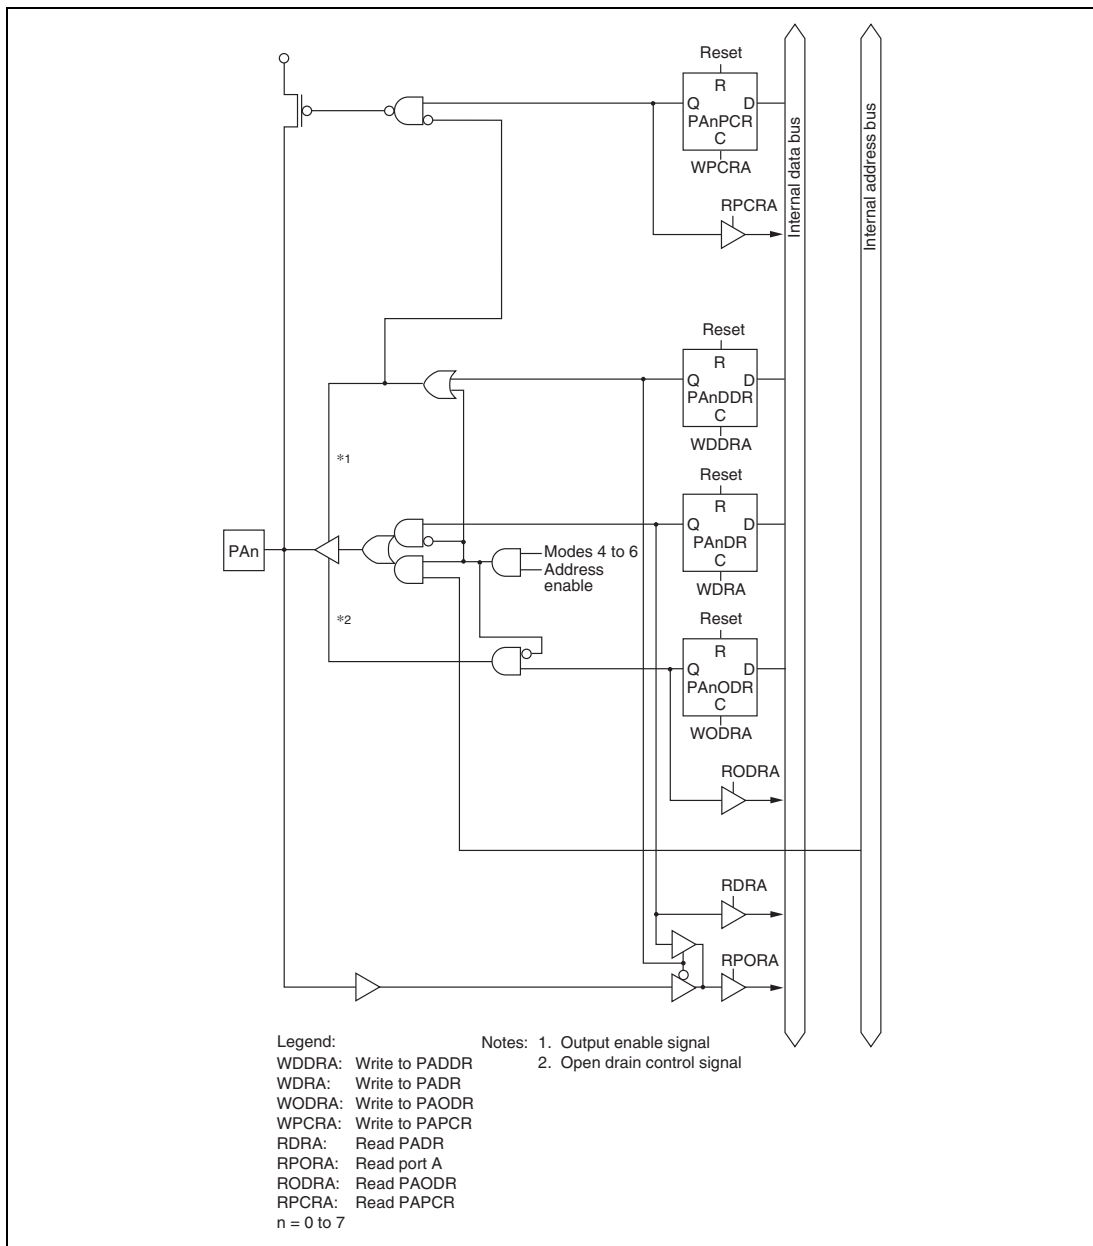 Reset
R
Q D
PAnPCR
C
WPCRA
RPCRA
Internal data bus
Internal address bus
Reset
R
Q D
PAnDDR
C
WDDRA
*1
Reset
R
Q D
PAnDR
C
WDRA
PAn
Modes 4 to 6
Address
enable
*2
Reset
R
Q D
PAnODR
C
WODRA
RODRA
RDRA
RPORA
Legend:
WDDRA: Write to PADDR
WDRA: Write to PADR
WODRA: Write to PAODR
WPCRA: Write to PAPCR
RDRA: Read PADR
RPORA: Read port A
RODRA: Read PAODR
RPCRA: Read PAPCR
n = 0 to 7
Notes: 1. Output enable signal
2. Open drain control signal